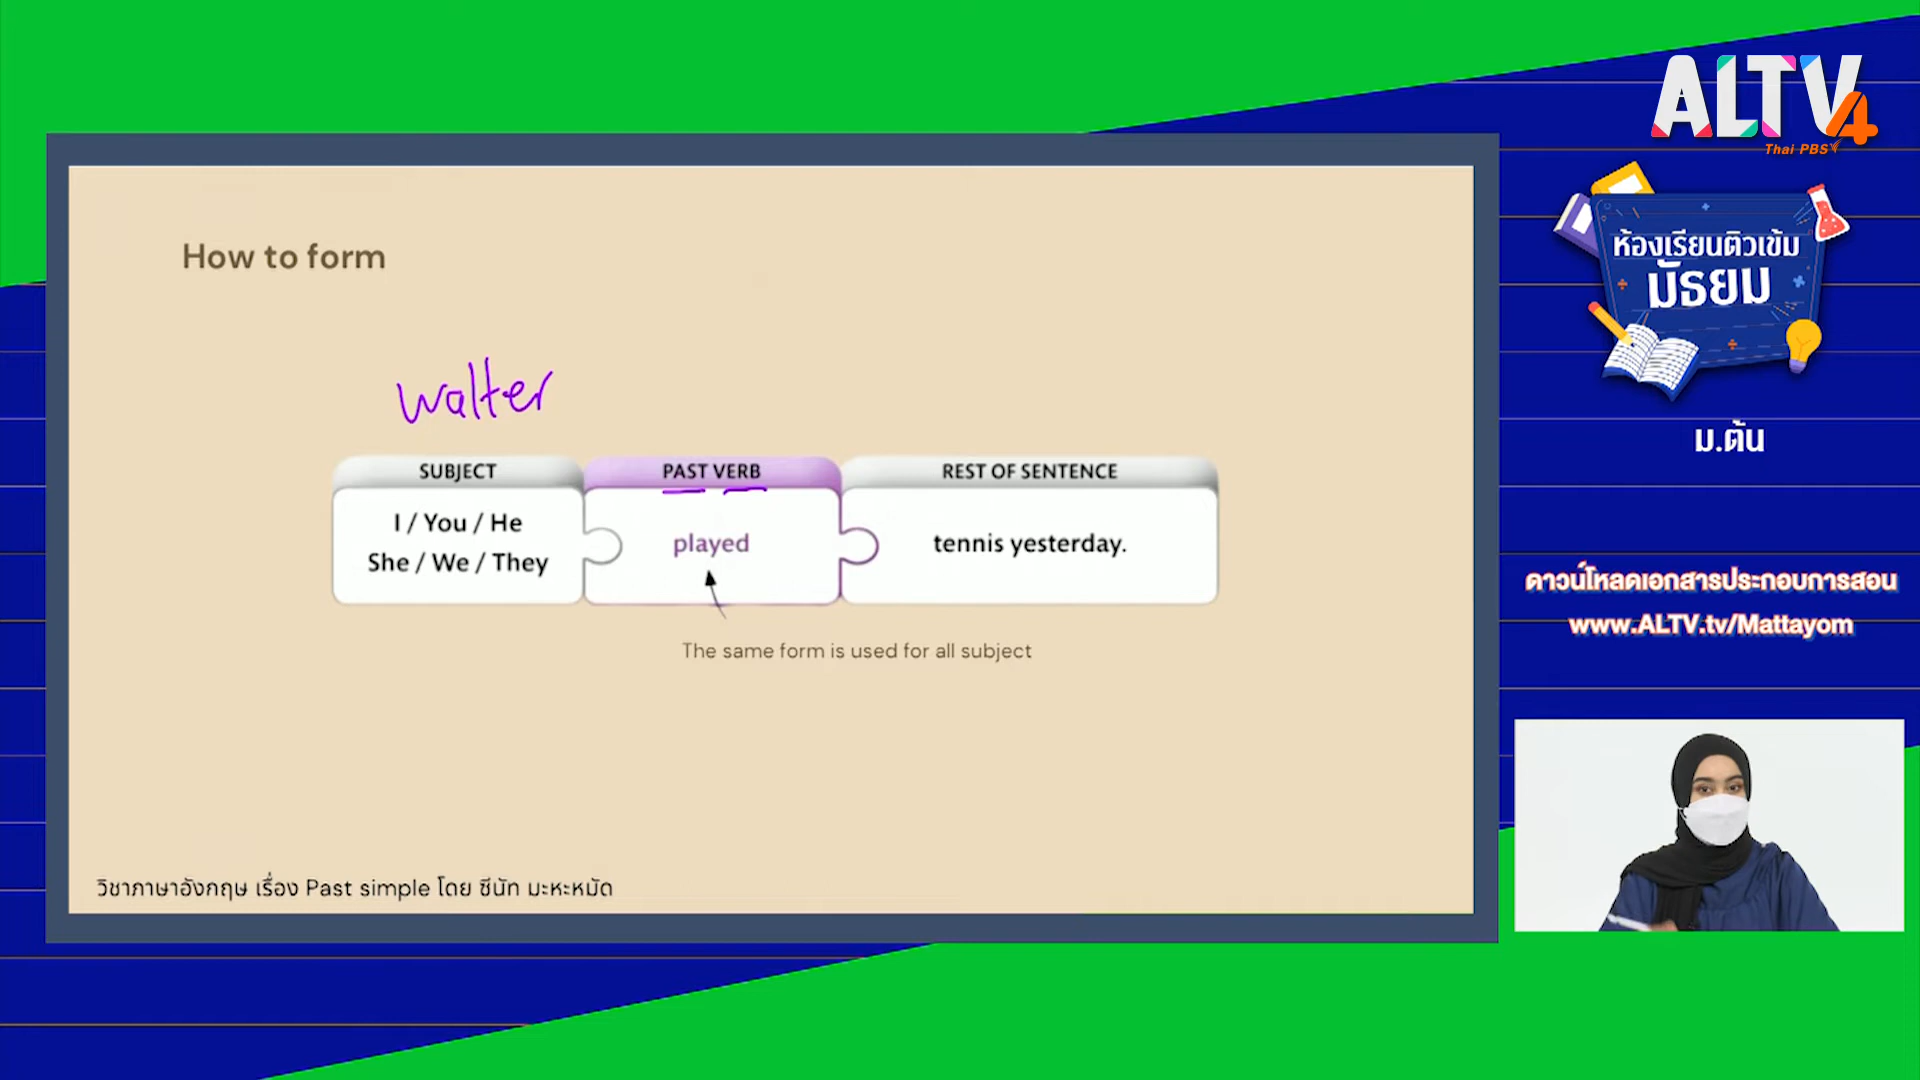 ALTV4
Thai PBS
ห้องเรียนติวเข้ม
มัธยม
ม.ต้น
ดาวน์โหลดเอกสารประกอบการสอน
www.ALTV.tv/Mattayom
How to form
walter
SUBJECT PAST VERB REST OF SENTENCE
I / You / He
She / We / They
played
tennis yesterday.
The same form is used for all subject
วิชาภาษาอังกฤษ เรื่อง Past simple โดย ซีนัท มะหะหมัด